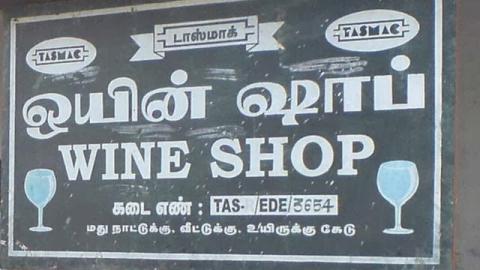 டாஸ்மாக்
TASMAC
TASMAC
ஒயின் ஷாப்
WINE SHOP
கடை எண் : TAS- /EDE/3654
மது நாட்டுக்கு, வீட்டுக்கு, உயிருக்கு கேடு